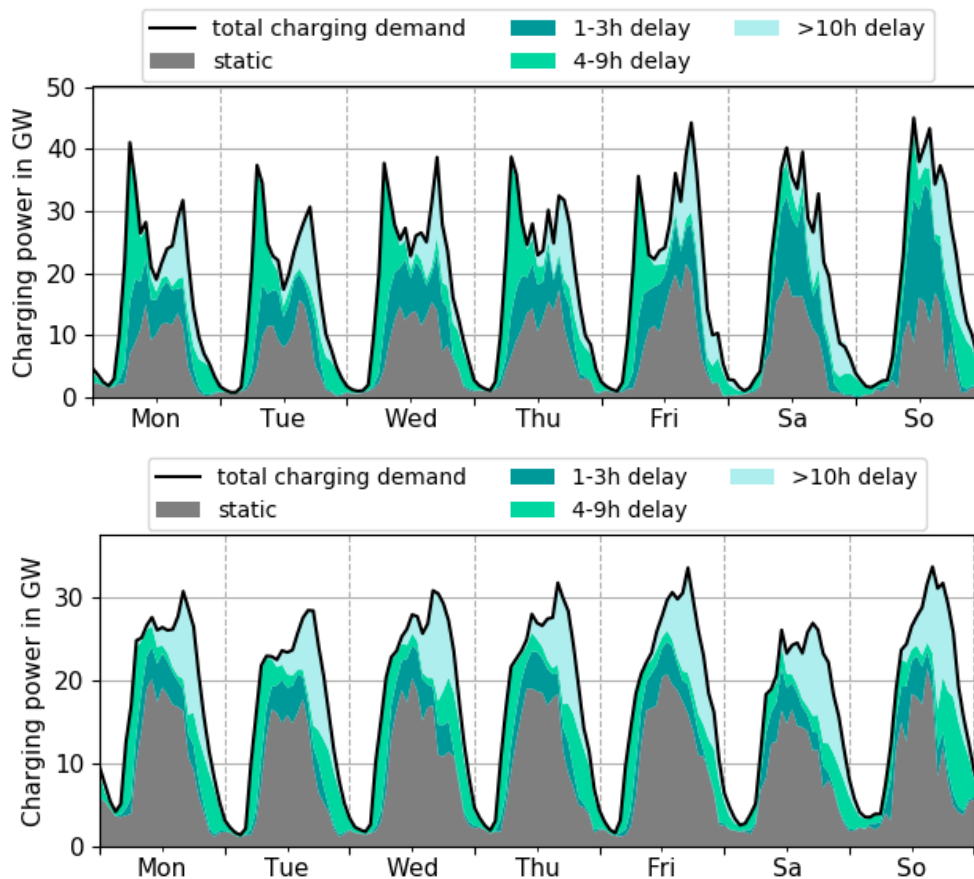 total charging demand 1-3h delay >10h delay
static 4-9h delay
50
40
30
20
10
0
Charging power in GW
Mon Tue Wed Thu Fri Sa So
total charging demand 1-3h delay >10h delay
static 4-9h delay
30
20
10
0
Charging power in GW
Mon Tue Wed Thu Fri Sa So